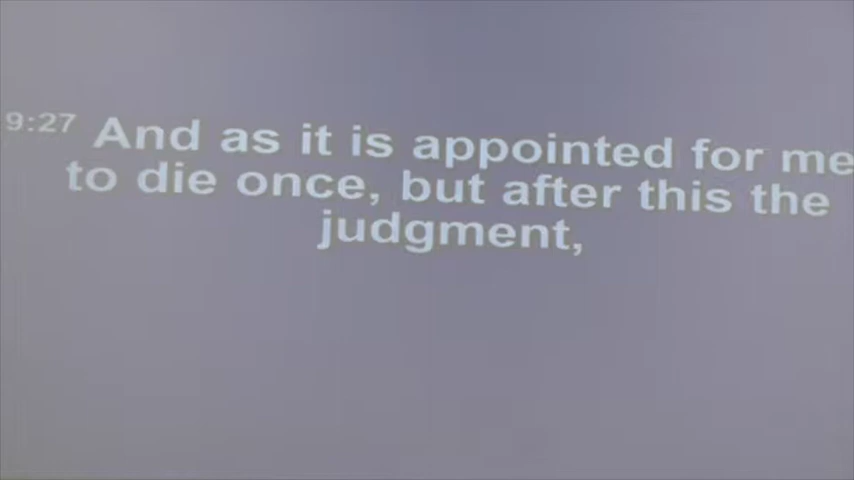 9:27 And as it is appointed for me
to die once, but after this the
judgment,